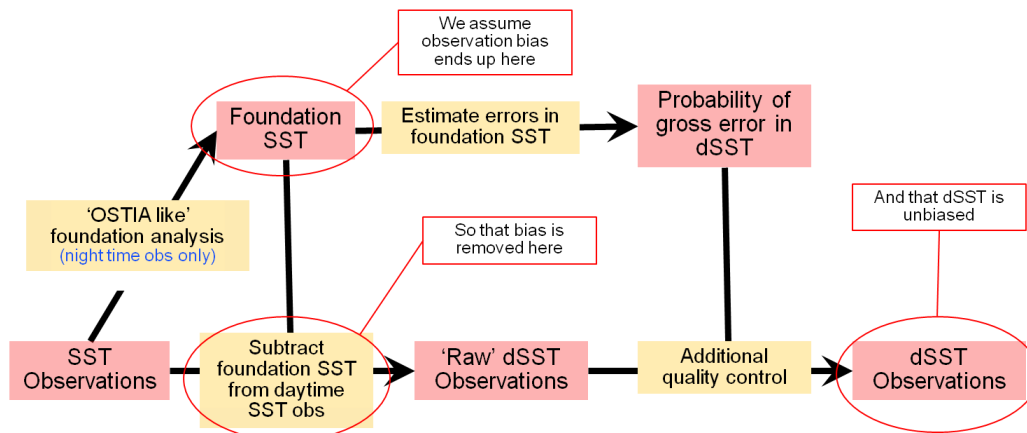 We assume
observation bias
ends up here
Foundation
SST
Estimate errors in
foundation SST
Probability of
gross error in
dSST
'OSTIA like'
foundation analysis
(night time obs only)
So that bias is
removed here
And that dSST is
unbiased
SST
Observations
Subtract
foundation SST
from daytime
SST obs
'Raw' dSST
Observations
Additional
quality control
dSST
Observations